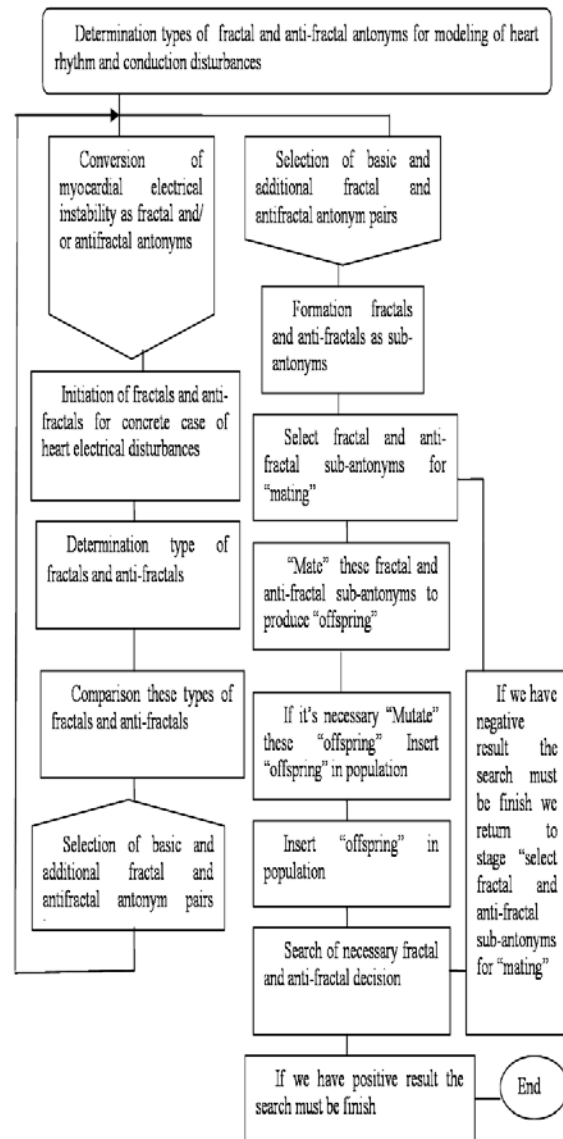 Determination types of fractal and anti-fractal antonyms for modeling of heart
rhythm and conduction disturbances
Conversion of
myocardial electrical
instability as fractal and/
or antifractal antonyms
Initiation of fractals and anti-
fractals for concrete case of
heart electrical disturbances
Determination type of
fractals and anti-fractals
Comparison these types of
fractals and anti-fractals
Selection of basic and
additional fractal and
antifractal antonym pairs
.
Selection of basic and
additional fractal and
antifractal antonym pairs
Formation fractals
and anti-fractals as sub-
antonyms
Select fractal and anti-
fractal sub-antonyms for
“mating”
“Mate” these fractal and
anti-fractal sub-antonyms to
produce “offspring”
If it’s necessary “Mutate”
these “offspring” Insert
“offspring” in population
Insert “offspring” in
population
Search of necessary fractal
and anti-fractal decision
If we have positive result the
search must be finish
If we have
negative
result the
search must
be finish we
return to
stage “select
fractal and
anti-fractal
sub-antonyms
for “mating”
End